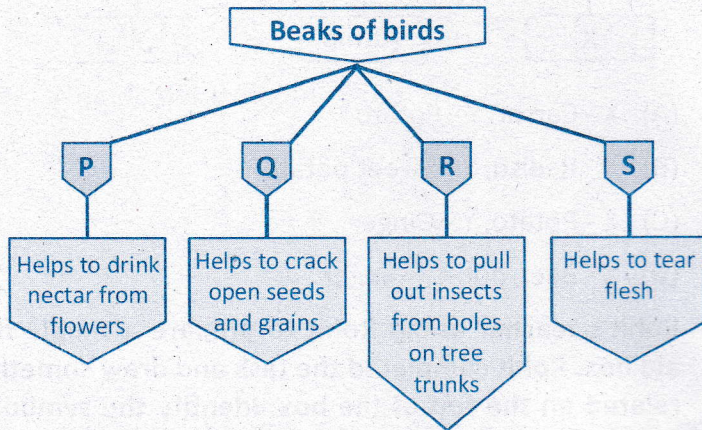 Beaks of birds
P
Q
R
S
Helps to drink
nectar from
flowers
Helps to crack
open seeds
and grains
Helps to pull
out insects
from holes
on tree
trunks
Helps to tear
flesh